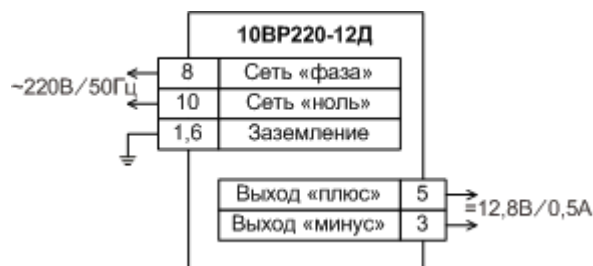 10ВР220-12Д
8 Сеть «фаза»
~220В/50Гц
10 Сеть «ноль»
1,6 Заземление
Выход «плюс» 5
=12,8В/0,5А
Выход «минус» 3